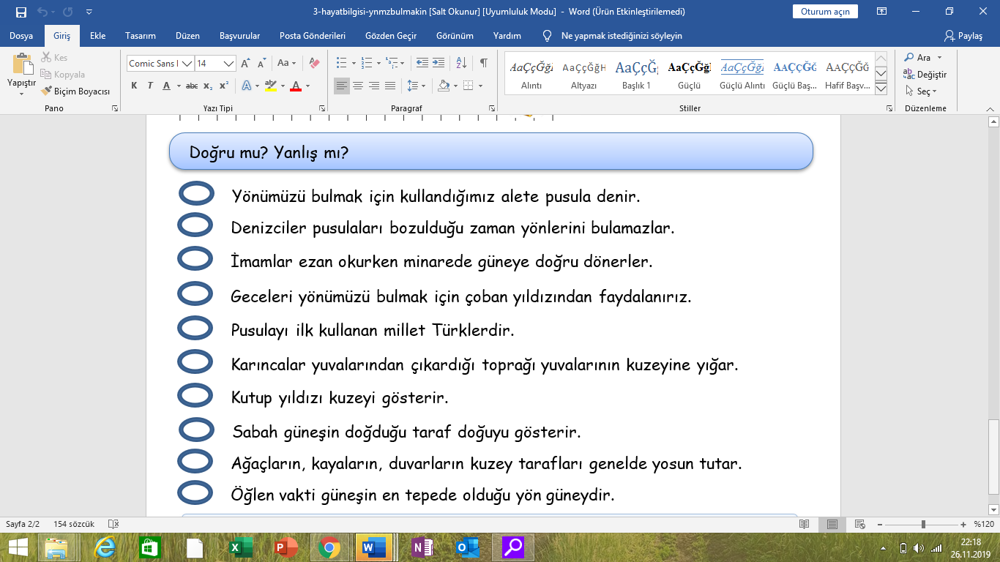 3-hayatbilgisi-ynmzbulmakin [Salt Okunur] [Uyumluluk Modu] - Word (Ürün Etkinleştirilemedi)
Oturum açın
Dosya Giriş Ekle Tasarım Düzen Başvurular Posta Gönderileri Gözden Geçir Görünüm Yardım Ne yapmak istediğinizi söyleyin Paylaş
Yapıştır
Kes
Kopyala
Biçim Boyacısı
Pano
Comic Sans 14
Aa
K T A abc x₂ x²
A ab A
Yazı Tipi
Paragraf
AaÇçĞğ AaÇçĞğH AaÇçĞğ AaÇçĞğ AaÇçĞğ AaÇçĞğ AaÇçĞğ
Alıntı Altyazı Başlık 1 Güçlü Güçlü Alıntı Güçlü Baş... Hafif Başv...
Stiller
Ara
Değiştir
Seç
Düzenleme
Doğru mu? Yanlış mı?
Yönümüzü bulmak için kullandığımız alete pusula denir.
Denizciler pusulaları bozulduğu zaman yönlerini bulamazlar.
İmamlar ezan okurken minarede güneye doğru dönerler.
Geceleri yönümüzü bulmak için çoban yıldızından faydalanırız.
Pusulayı ilk kullanan millet Türklerdir.
Karıncalar yuvalarından çıkardığı toprağı yuvalarının kuzeyine yığar.
Kutup yıldızı kuzeyi gösterir.
Sabah güneşin doğduğu taraf doğuyu gösterir.
Ağaçların, kayaların, duvarların kuzey tarafları genelde yosun tutar.
Öğlen vakti güneşin en tepede olduğu yön güneydir.
Sayfa 2/2 154 sözcük %120
22:18
26.11.2019